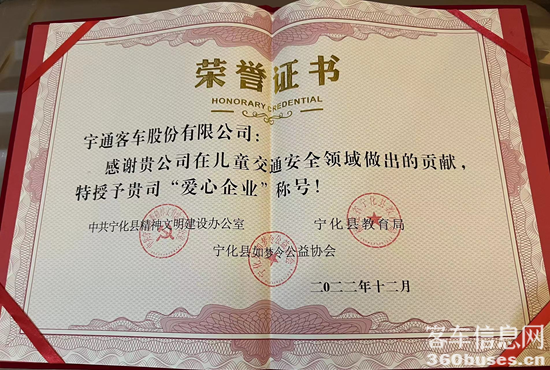 荣誉证书
HONORARY CREDENTIAL
宇通客车股份有限公司：
感谢贵公司在儿童交通安全领域做出的贡献，
特授予贵司“爱心企业”称号！
中共宁化县精神文明建设办公室 宁化县教育局
宁化县如梦令公益协会
二〇二二年十二月
客车信息网
360buses.cn